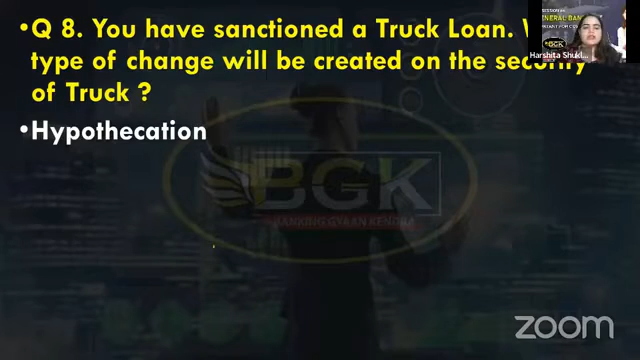 •Q 8. You have sanctioned a Truck Loan.
type of change will be created on the security
of Truck ?
•Hypothecation
BGK
BANKING GYAAN KENDRA
BGK
Harshita Shukl...
zoom